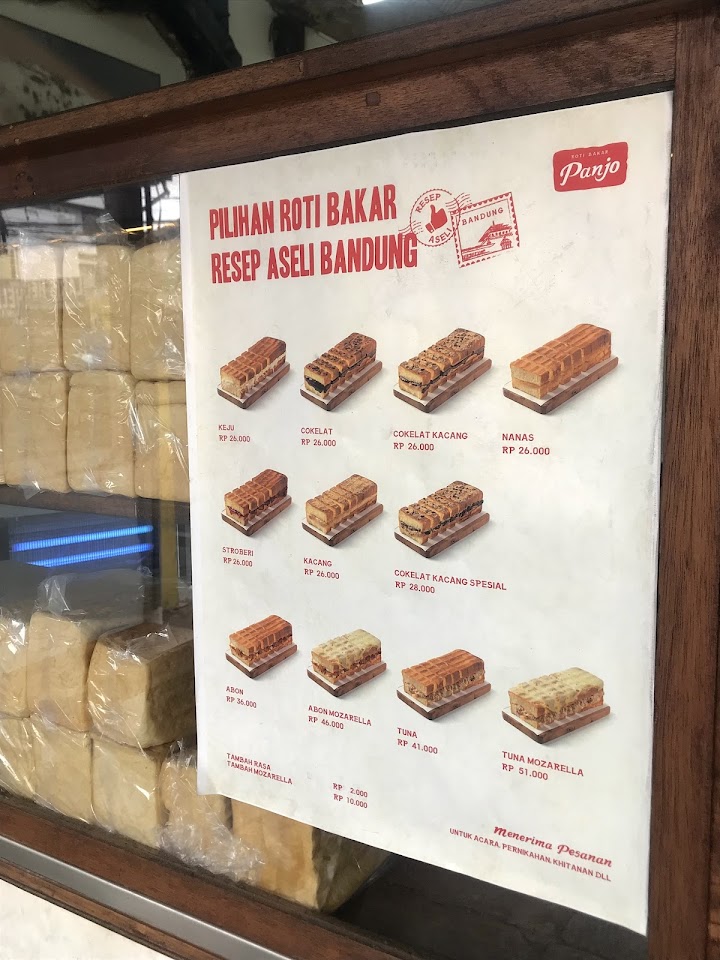 ROTI BAKAR
Panjo
PILIHAN ROTI BAKAR
RESEP ASELI BANDUNG
RESEP
ASELI
BANDUNG
KEJU
RP 26.000
COKELAT
RP 26.000
COKELAT KACANG
RP 26.000
NANAS
RP 26.000
STROBERI
RP 26.000
KACANG
RP 26.000
COKELAT KACANG SPESIAL
RP 28.000
ABON
RP 36.000
ABON MOZARELLA
RP 46.000
TUNA
RP 41.000
TUNA MOZARELLA
RP 51.000
TAMBAH RASA RP 2.000
TAMBAH MOZARELLA RP 10.000
Menerima Pesanan
UNTUK ACARA, PERNIKAHAN, KHITANAN DLL